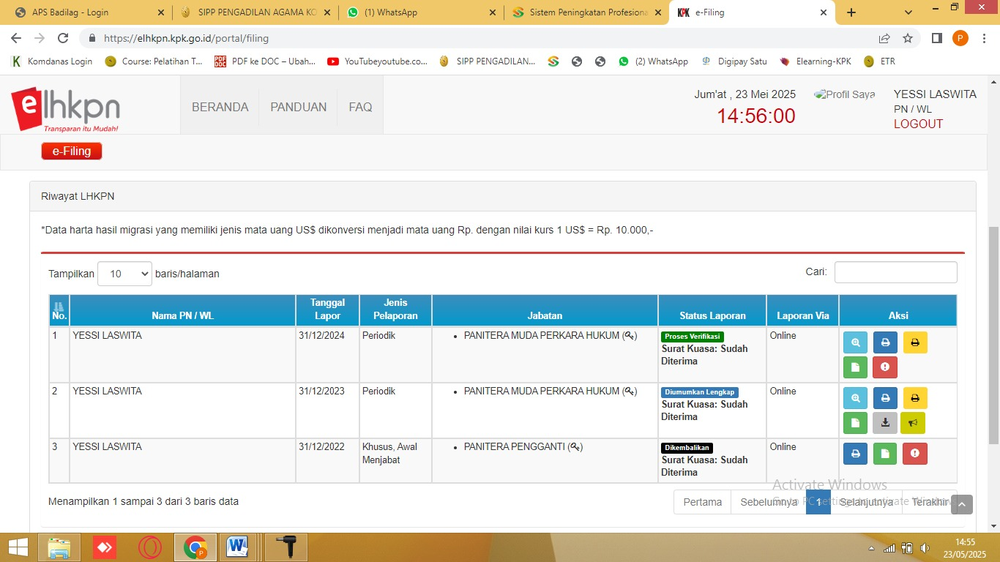 APS Badilag - Login
SIPP PENGADILAN AGAMA KO
(1) WhatsApp
Sistem Peningkatan Profesiona
KPK e-Filing
https://elhkpn.kpk.go.id/portal/filing
P
Komdanas Login
Course: Pelatihan T...
PDF ke DOC – Ubah...
YouTubeyoutube.co...
SIPP PENGADILAN...
(2) WhatsApp
Digipay Satu
Elearning-KPK
ETR
elhkpn
Transparan itu Mudah!
BERANDA
PANDUAN
FAQ
Jum'at , 23 Mei 2025
14:56:00
Profil Saya
YESSI LASWITA
PN / WL
LOGOUT
e-Filing
Riwayat LHKPN
*Data harta hasil migrasi yang memiliki jenis mata uang US$ dikonversi menjadi mata uang Rp. dengan nilai kurs 1 US$ = Rp. 10.000,-
Tampilkan 10 baris/halaman
Cari:
No. Nama PN / WL Tanggal Lapor Jenis Pelaporan Jabatan Status Laporan Laporan Via Aksi
1 YESSI LASWITA 31/12/2024 Periodik • PANITERA MUDA PERKARA HUKUM () Proses Verifikasi Online
Surat Kuasa: Sudah
Diterima
2 YESSI LASWITA 31/12/2023 Periodik • PANITERA MUDA PERKARA HUKUM () Diumumkan Lengkap Online
Surat Kuasa: Sudah
Diterima
3 YESSI LASWITA 31/12/2022 Khusus, Awal Menjabat • PANITERA PENGGANTI () Dikembalikan Online
Surat Kuasa: Sudah
Diterima
Activate Windows
Go to PC settings to activate Windows.
Menampilkan 1 sampai 3 dari 3 baris data
Pertama Sebelumnya 1 Selanjutnya Terakhir
14:55
23/05/2025